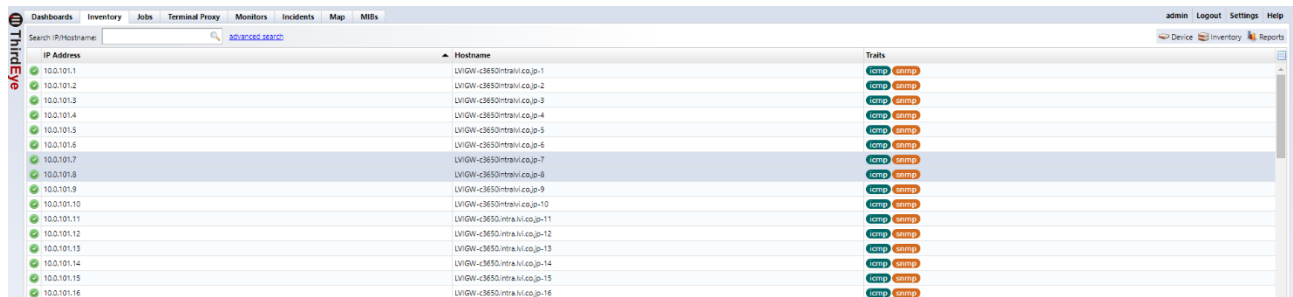 ThirdEye
Dashboards Inventory Jobs Terminal Proxy Monitors Incidents Map MIBs admin Logout Settings Help
Search IP/Hostname: advanced search Device Inventory Reports
IP Address Hostname Traits
10.0.101.1 LVIGW-c3650intralvi.co.jp-1 icmp snmp
10.0.101.2 LVIGW-c3650intralvi.co.jp-2 icmp snmp
10.0.101.3 LVIGW-c3650intralvi.co.jp-3 icmp snmp
10.0.101.4 LVIGW-c3650intralvi.co.jp-4 icmp snmp
10.0.101.5 LVIGW-c3650intralvi.co.jp-5 icmp snmp
10.0.101.6 LVIGW-c3650intralvi.co.jp-6 icmp snmp
10.0.101.7 LVIGW-c3650intralvi.co.jp-7 icmp snmp
10.0.101.8 LVIGW-c3650intralvi.co.jp-8 icmp snmp
10.0.101.9 LVIGW-c3650intralvi.co.jp-9 icmp snmp
10.0.101.10 LVIGW-c3650intralvi.co.jp-10 icmp snmp
10.0.101.11 LVIGW-c3650.intra.lvi.co.jp-11 icmp snmp
10.0.101.12 LVIGW-c3650.intra.lvi.co.jp-12 icmp snmp
10.0.101.13 LVIGW-c3650.intra.lvi.co.jp-13 icmp snmp
10.0.101.14 LVIGW-c3650.intra.lvi.co.jp-14 icmp snmp
10.0.101.15 LVIGW-c3650.intra.lvi.co.jp-15 icmp snmp
10.0.101.16 LVIGW-c3650.intra.lvi.co.jp-16 icmp snmp